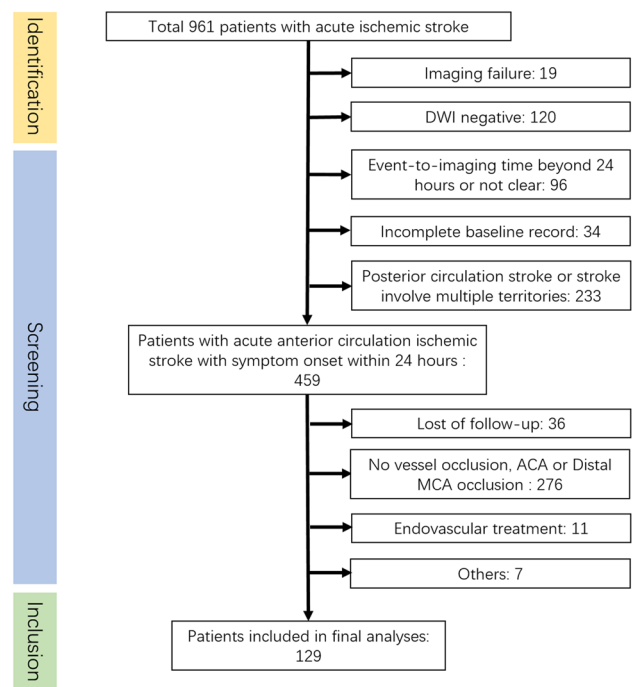 Identification
Total 961 patients with acute ischemic stroke
Imaging failure: 19
DWI negative: 120
Screening
Event-to-imaging time beyond 24
hours or not clear: 96
Incomplete baseline record: 34
Posterior circulation stroke or stroke
involve multiple territories: 233
Patients with acute anterior circulation ischemic
stroke with symptom onset within 24 hours :
459
Lost of follow-up: 36
No vessel occlusion, ACA or Distal
MCA occlusion : 276
Endovascular treatment: 11
Others: 7
Inclusion
Patients included in final analyses:
129